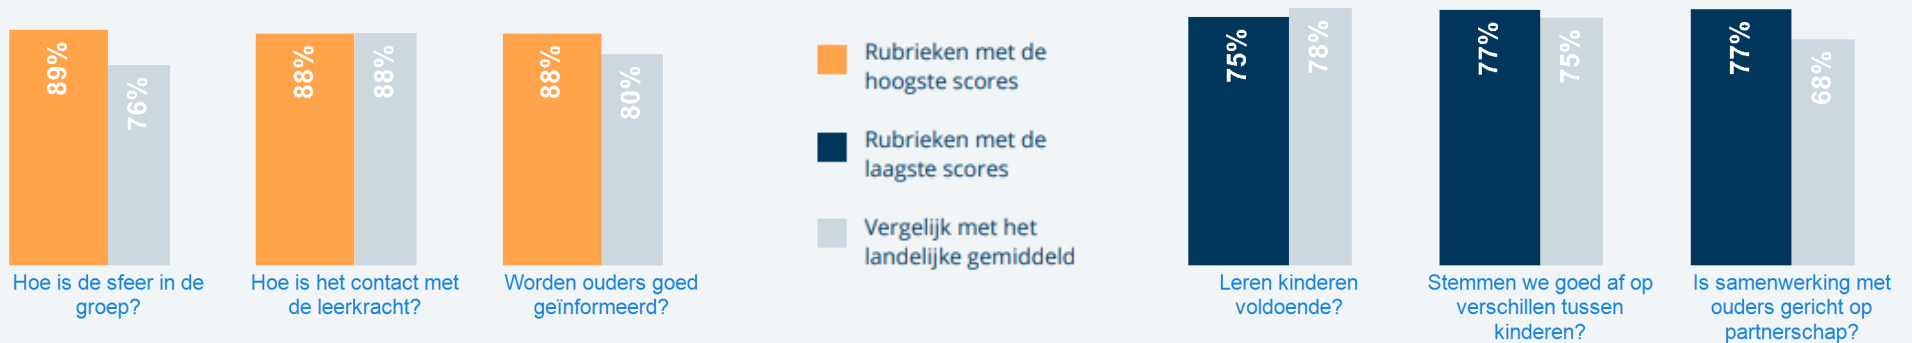 89%
76%
Hoe is de sfeer in de
groep?
88%
88%
Hoe is het contact met
de leerkracht?
88%
80%
Worden ouders goed
geïnformeerd?
Rubrieken met de
hoogste scores
Rubrieken met de
laagste scores
Vergelijk met het
landelijke gemiddeld
75%
78%
Leren kinderen
voldoende?
77%
75%
Stemmen we goed af op
verschillen tussen
kinderen?
77%
68%
Is samenwerking met
ouders gericht op
partnerschap?